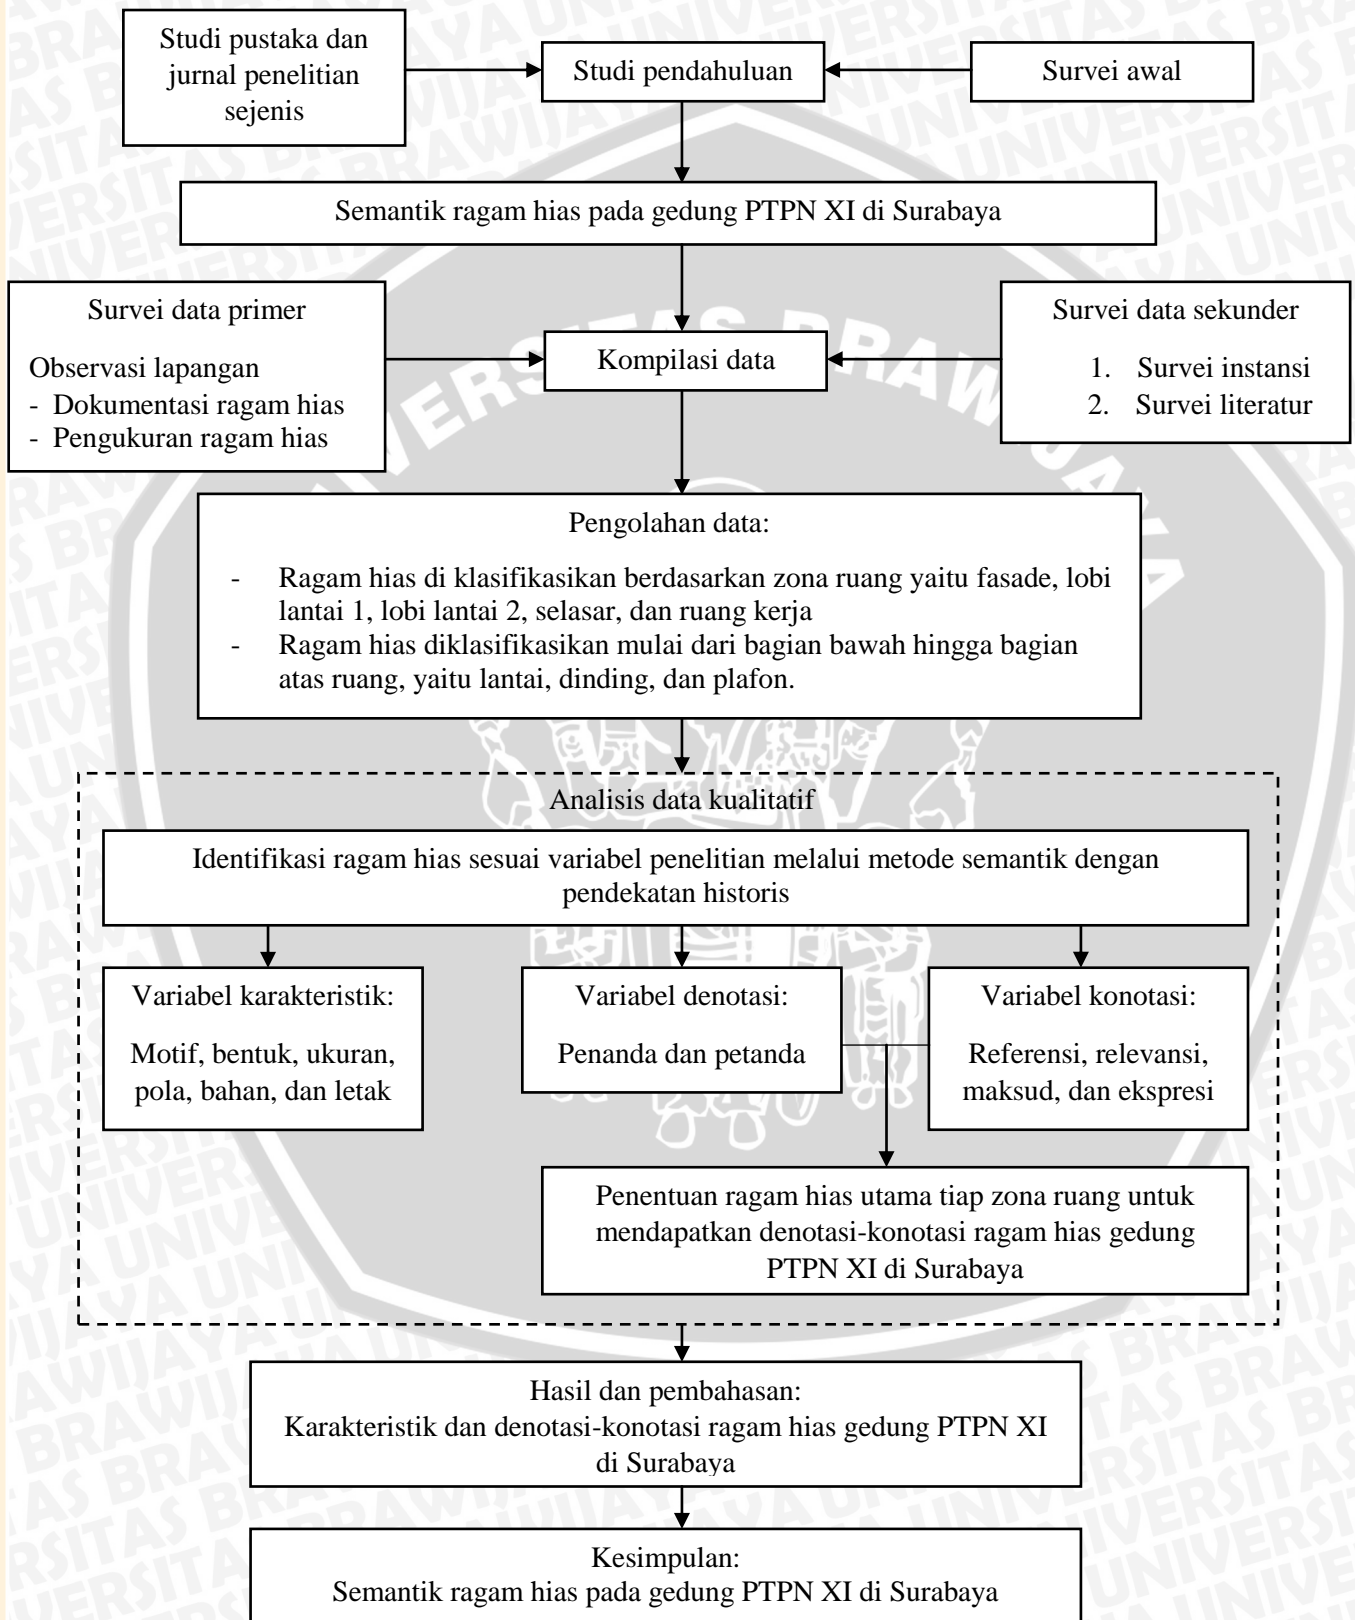 Studi pustaka dan
jurnal penelitian
sejenis
Studi pendahuluan
Survei awal
Semantik ragam hias pada gedung PTPN XI di Surabaya
Survei data primer
Observasi lapangan
- Dokumentasi ragam hias
- Pengukuran ragam hias
Kompilasi data
Survei data sekunder
1. Survei instansi
2. Survei literatur
Pengolahan data:
- Ragam hias di klasifikasikan berdasarkan zona ruang yaitu fasade, lobi
lantai 1, lobi lantai 2, selasar, dan ruang kerja
- Ragam hias diklasifikasikan mulai dari bagian bawah hingga bagian
atas ruang, yaitu lantai, dinding, dan plafon.
Analisis data kualitatif
Identifikasi ragam hias sesuai variabel penelitian melalui metode semantik dengan
pendekatan historis
Variabel karakteristik:
Motif, bentuk, ukuran,
pola, bahan, dan letak
Variabel denotasi:
Penanda dan petanda
Variabel konotasi:
Referensi, relevansi,
maksud, dan ekspresi
Penentuan ragam hias utama tiap zona ruang untuk
mendapatkan denotasi-konotasi ragam hias gedung
PTPN XI di Surabaya
Hasil dan pembahasan:
Karakteristik dan denotasi-konotasi ragam hias gedung PTPN XI
di Surabaya
Kesimpulan:
Semantik ragam hias pada gedung PTPN XI di Surabaya